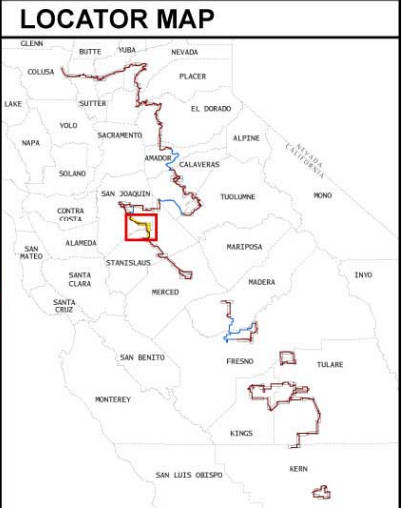 LOCATOR MAP
GLENN
BUTTE
YUBA
NEVADA
COLUSA
PLACER
LAKE
SUTTER
EL DORADO
YOLO
SACRAMENTO
NAPA
ALPINE
NEVADA
CALIFORNIA
AMADOR
CALAVERAS
SOLANO
SAN JOAQUIN
TUOLUMNE
MONO
CONTRA
COSTA
ALAMEDA
SAN
MATEO
STANISLAUS
MARIPOSA
SANTA
CLARA
MERCED
MADERA
INYO
SANTA
CRUZ
SAN BENITO
FRESNO
TULARE
MONTEREY
KINGS
KERN
SAN LUIS OBISPO